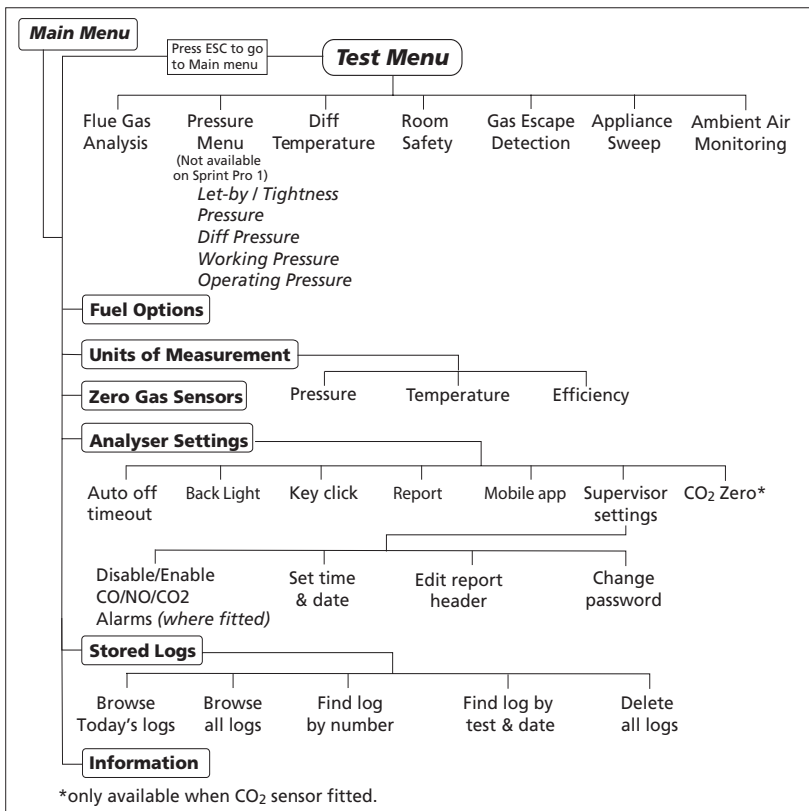 Main Menu
Press ESC to go
to Main menu
Test Menu
Flue Gas
Analysis
Pressure
Menu
(Not available
on Sprint Pro 1)
Let-by / Tightness
Pressure
Diff Pressure
Working Pressure
Operating Pressure
Diff
Temperature
Room
Safety
Gas Escape
Detection
Appliance
Sweep
Ambient Air
Monitoring
Fuel Options
Units of Measurement
Pressure
Temperature
Efficiency
Zero Gas Sensors
Analyser Settings
Auto off
timeout
Back Light
Key click
Report
Mobile app
Supervisor
settings
CO₂ Zero*
Disable/Enable
CO/NO/CO2
Alarms (where fitted)
Set time
& date
Edit report
header
Change
password
Stored Logs
Browse
Today's logs
Browse
all logs
Find log
by number
Find log by
test & date
Delete
all logs
Information
*only available when CO₂ sensor fitted.